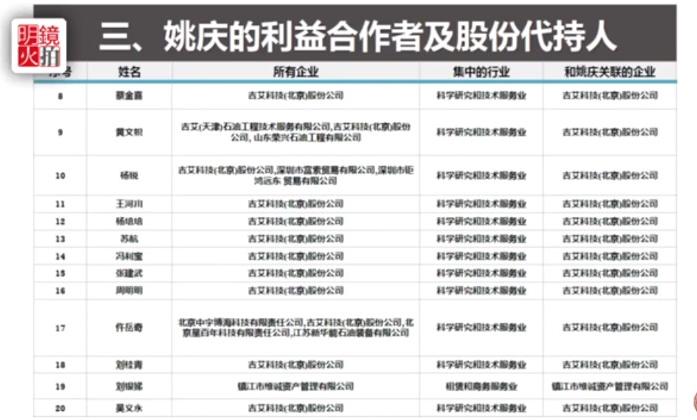 明鏡
火拍
三、姚庆的利益合作者及股份代持人
序号 姓名 所有企业 集中的行业 和姚庆关联的企业
8 蔡金喜 吉艾科技(北京)股份公司 科学研究和技术服务业 吉艾科技(北京)股份公司
9 黄文帜 吉艾(天津)石油工程技术服务有限公司,吉艾科技(北京)股份 科学研究和技术服务业 吉艾科技(北京)股份公司
公司, 山东荣兴石油工程有限公司
10 杨锐 吉艾科技(北京)股份公司,深圳市富索贸易有限公司,深圳市钜 科学研究和技术服务业 吉艾科技(北京)股份公司
鸿远东 贸易有限公司
11 王河川 吉艾科技(北京)股份公司 科学研究和技术服务业 吉艾科技(北京)股份公司
12 杨培培 吉艾科技(北京)股份公司 科学研究和技术服务业 吉艾科技(北京)股份公司
13 苏航 吉艾科技(北京)股份公司 科学研究和技术服务业 吉艾科技(北京)股份公司
14 冯利宝 吉艾科技(北京)股份公司 科学研究和技术服务业 吉艾科技(北京)股份公司
15 张建武 吉艾科技(北京)股份公司 科学研究和技术服务业 吉艾科技(北京)股份公司
16 周明明 吉艾科技(北京)股份公司 科学研究和技术服务业 吉艾科技(北京)股份公司
17 仵岳奇 北京中宇博海科技有限责任公司,吉艾科技(北京)股份公司,北 科学研究和技术服务业 吉艾科技(北京)股份公司
京星百年科技有限责任公司,江苏新华能石油装备有限公司
18 刘桂青 吉艾科技(北京)股份公司 科学研究和技术服务业 吉艾科技(北京)股份公司
19 刘银娣 镇江市维诚资产管理有限公司 租赁和商务服务业 镇江市维诚资产管理有限公司
20 吴义永 吉艾科技(北京)股份公司 科学研究和技术服务业 吉艾科技(北京)股份公司